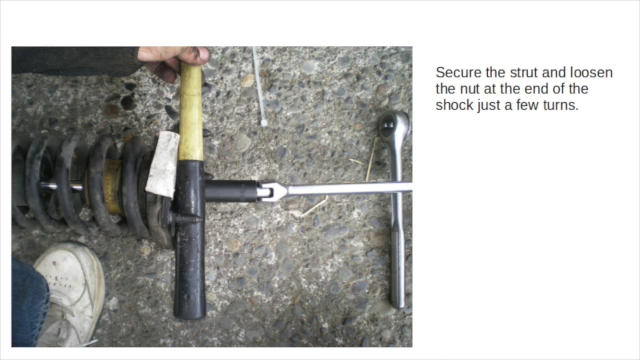 Secure the strut and loosen
the nut at the end of the
shock just a few turns.